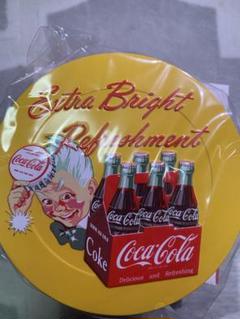 Extra Bright
Refreshment
Coca-Cola
Coke
Coca-Cola
Delicious and Refreshing
Coca-Cola
Coca-Cola
Coca-Cola